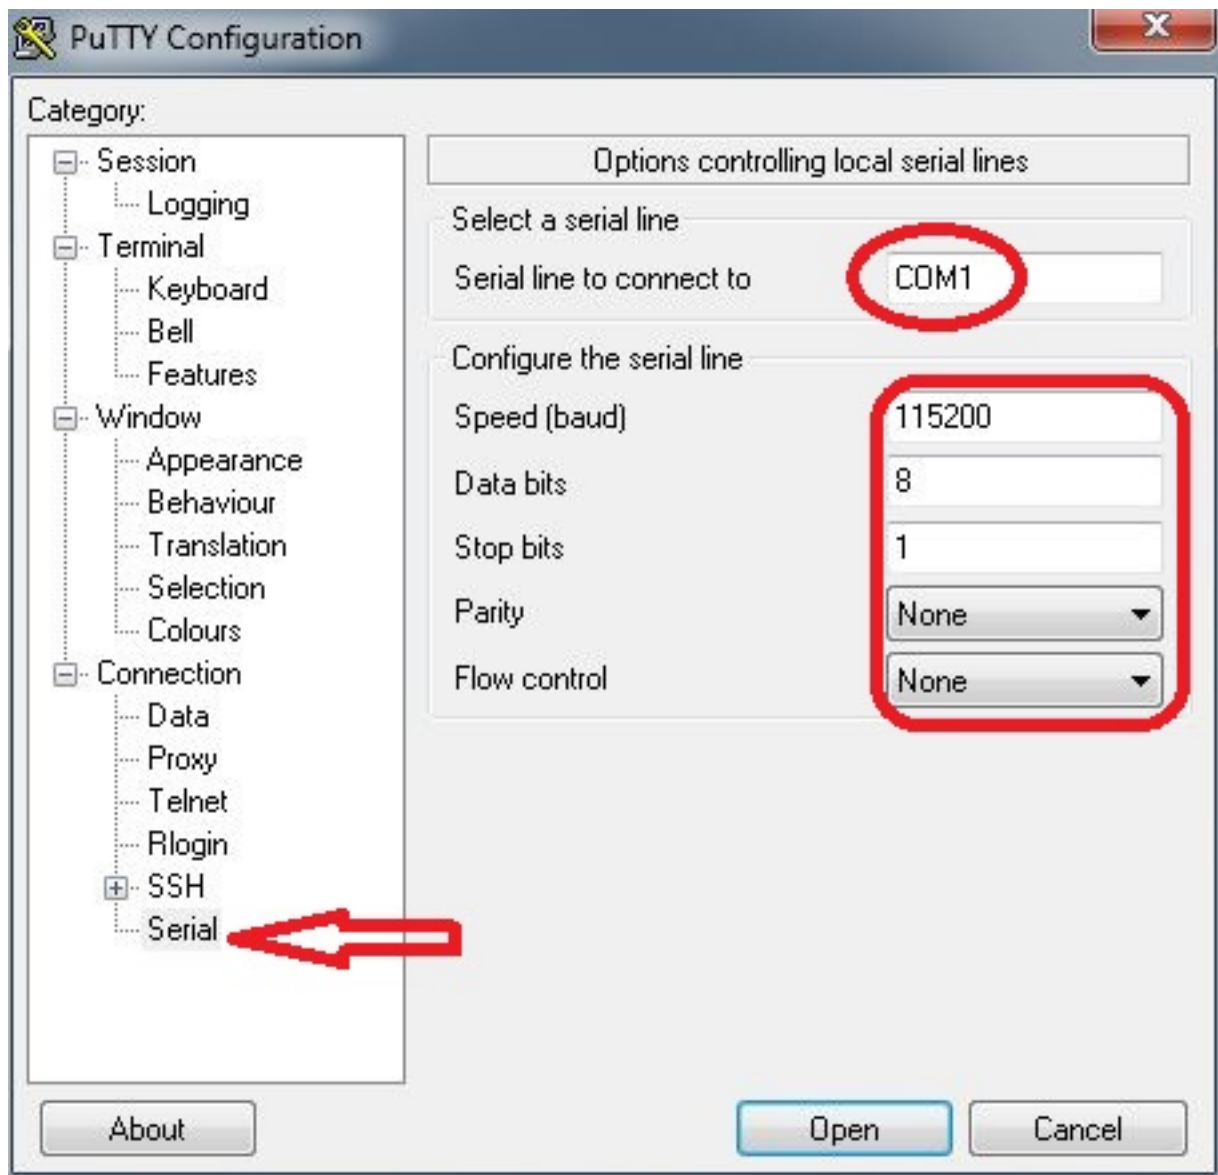 PuTTY Configuration
Category:
Session
Logging
Terminal
Keyboard
Bell
Features
Window
Appearance
Behaviour
Translation
Selection
Colours
Connection
Data
Proxy
Telnet
Rlogin
SSH
Serial
Options controlling local serial lines
Select a serial line
Serial line to connect to COM1
Configure the serial line
Speed (baud) 115200
Data bits 8
Stop bits 1
Parity None
Flow control None
About Open Cancel